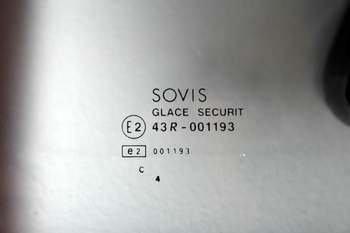 SOVIS
GLACE SECURIT
E2 43R-001193
e2 001193
C
4